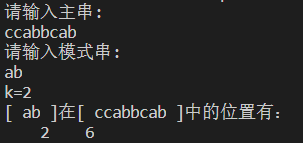 请输入主串:
ccabbcab
请输入模式串:
ab
k=2
[ ab ]在[ ccabbcab ]中的位置有:
2 6